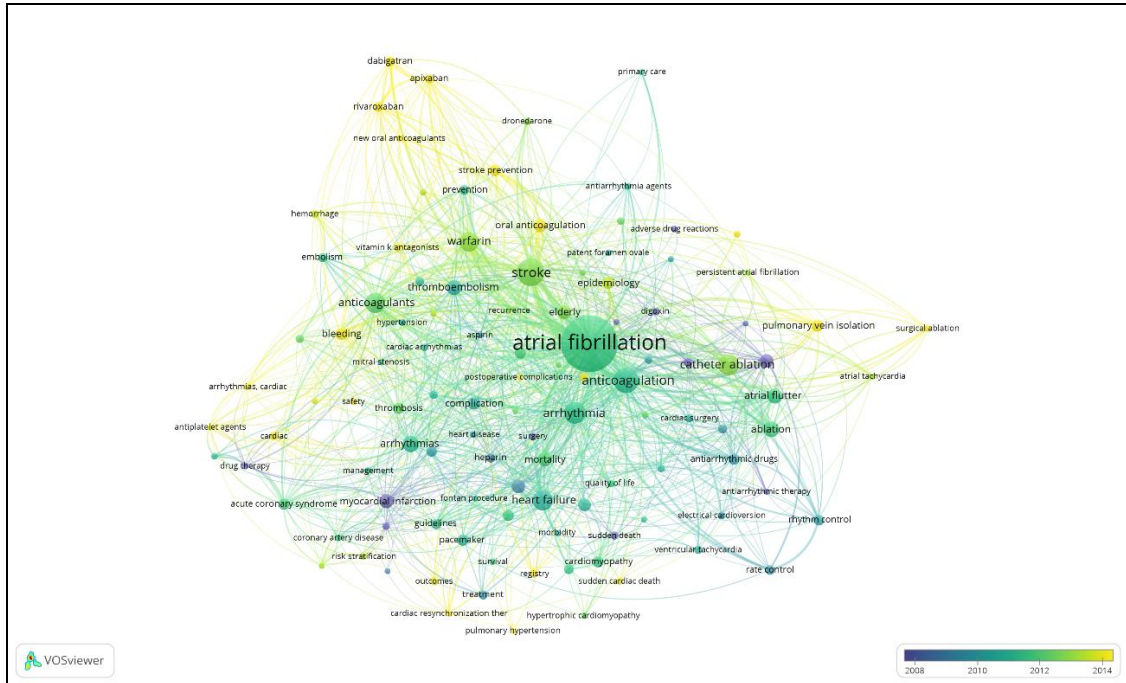 dabigatran
primary care
apixaban
rivaroxaban
dronedarone
new oral anticoagulants
stroke prevention
prevention
antiarrhythmia agents
hemorrhage
oral anticoagulation
adverse drug reactions
warfarin
vitamin k antagonists
patent foramen ovale
embolism
stroke
persistent atrial fibrillation
thromboembolism
epidemiology
anticoagulants
recurrence
elderly
digoxin
hypertension
pulmonary vein isolation
surgical ablation
bleeding
aspirin
atrial fibrillation
cardiac arrhythmias
mitral stenosis
catheter ablation
postoperative complications
anticoagulation
atrial tachycardia
arrhythmias, cardiac
atrial flutter
safety
thrombosis
complication
arrhythmia
cardiac surgery
antiplatelet agents
cardiac
heart disease
surgery
ablation
arrhythmias
drug therapy
heparin
mortality
antiarrhythmic drugs
management
quality of life
antiarrhythmic therapy
acute coronary syndrome
myocardial infarction
fontan procedure
heart failure
electrical cardioversion
rhythm control
guidelines
coronary artery disease
pacemaker
morbidity
sudden death
ventricular tachycardia
risk stratification
survival
cardiomyopathy
rate control
outcomes
registry
sudden cardiac death
treatment
cardiac resynchronization ther
hypertrophic cardiomyopathy
pulmonary hypertension
VOSviewer
2008 2010 2012 2014